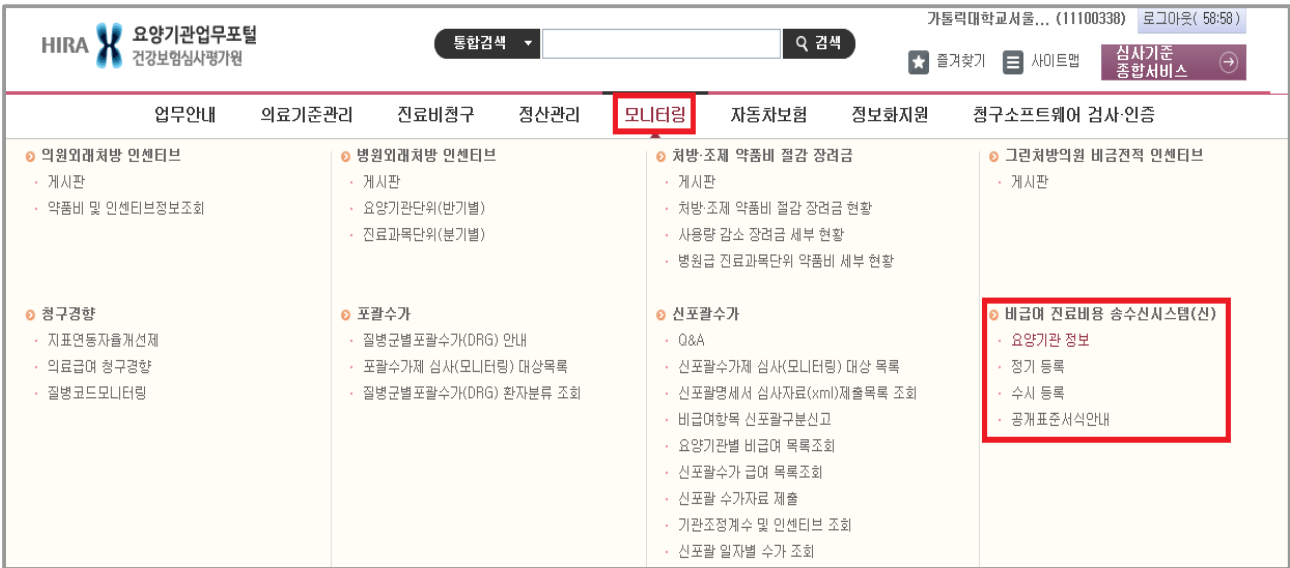 가톨릭대학교서울... (11100338) 로그아웃( 58:58 )
HIRA 요양기관업무포털
건강보험심사평가원
통합검색 검색
즐겨찾기 사이트맵
심사기준
종합서비스
업무안내 의료기준관리 진료비청구 정산관리 모니터링 자동차보험 정보화지원 청구소프트웨어 검사·인증
의원외래처방 인센티브
· 게시판
· 약품비 및 인센티브정보조회
병원외래처방 인센티브
· 게시판
· 요양기관단위(반기별)
· 진료과목단위(분기별)
처방·조제 약품비 절감 장려금
· 게시판
· 처방·조제 약품비 절감 장려금 현황
· 사용량 감소 장려금 세부 현황
· 병원급 진료과목단위 약품비 세부 현황
그린처방의원 비금전적 인센티브
· 게시판
청구경향
· 지표연동자율개선제
· 의료급여 청구경향
· 질병코드모니터링
포괄수가
· 질병군별포괄수가(DRG) 안내
· 포괄수가제 심사(모니터링) 대상목록
· 질병군별포괄수가(DRG) 환자분류 조회
신포괄수가
· Q&A
· 신포괄수가제 심사(모니터링) 대상 목록
· 신포괄명세서 심사자료(xml)제출목록 조회
· 비급여항목 신포괄구분신고
· 요양기관별 비급여 목록조회
· 신포괄수가 급여 목록조회
· 신포괄 수가자료 제출
· 기관조정계수 및 인센티브 조회
· 신포괄 일자별 수가 조회
비급여 진료비용 송수신시스템(신)
· 요양기관 정보
· 정기 등록
· 수시 등록
· 공개표준서식안내